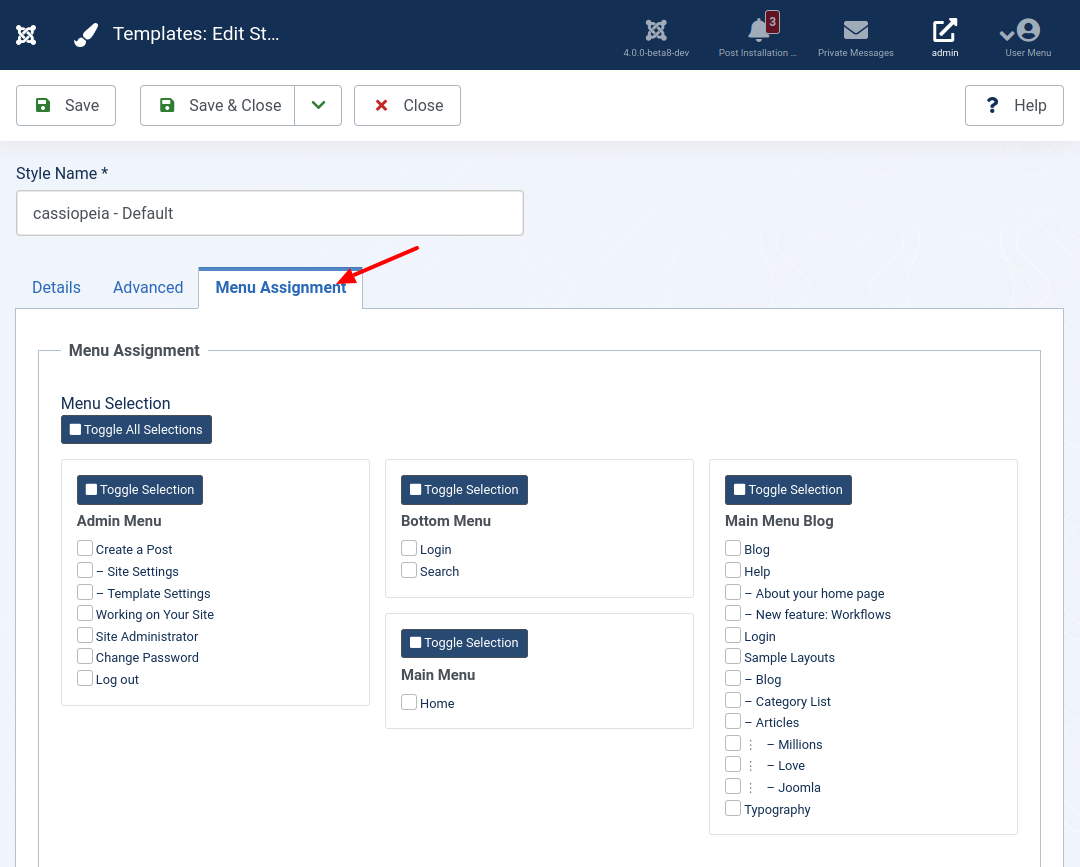 Templates: Edit St...
3
4.0.0-beta8-dev
Post Installation ...
Private Messages
admin
User Menu
Save
Save & Close
Close
? Help
Style Name *
cassiopeia - Default
Details
Advanced
Menu Assignment
Menu Assignment
Menu Selection
Toggle All Selections
Toggle Selection
Admin Menu
Create a Post
– Site Settings
– Template Settings
Working on Your Site
Site Administrator
Change Password
Log out
Toggle Selection
Bottom Menu
Login
Search
Toggle Selection
Main Menu
Home
Toggle Selection
Main Menu Blog
Blog
Help
– About your home page
– New feature: Workflows
Login
Sample Layouts
– Blog
– Category List
– Articles
⋮ – Millions
⋮ – Love
⋮ – Joomla
Typography